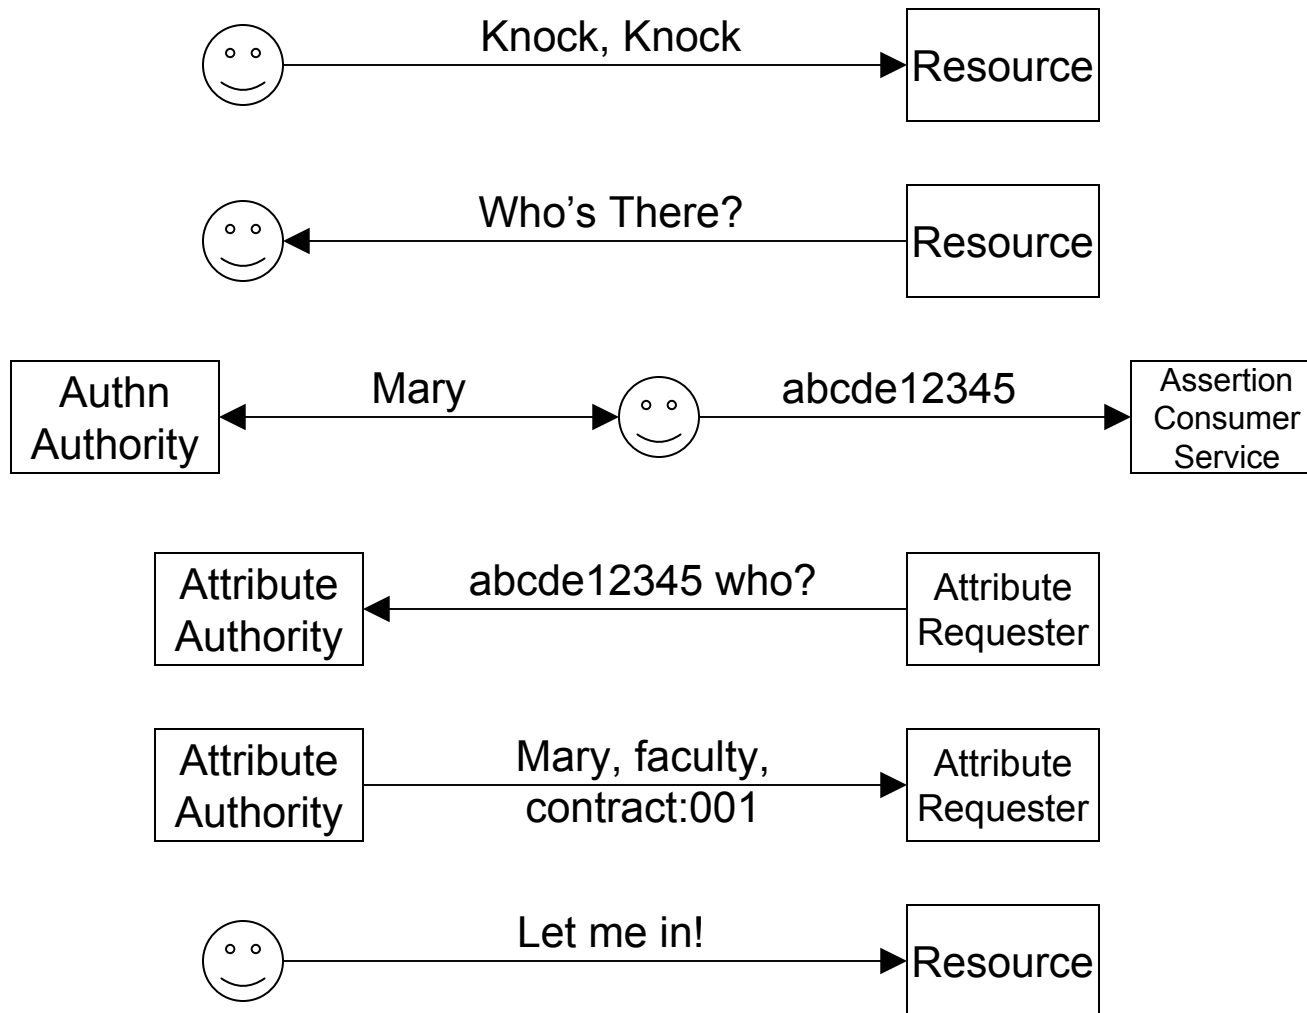 Knock, Knock
Resource
Who’s There?
Resource
Authn
Authority
Mary
abcde12345
Assertion
Consumer
Service
Attribute
Authority
abcde12345 who?
Attribute
Requester
Attribute
Authority
Mary, faculty,
contract:001
Attribute
Requester
Let me in!
Resource